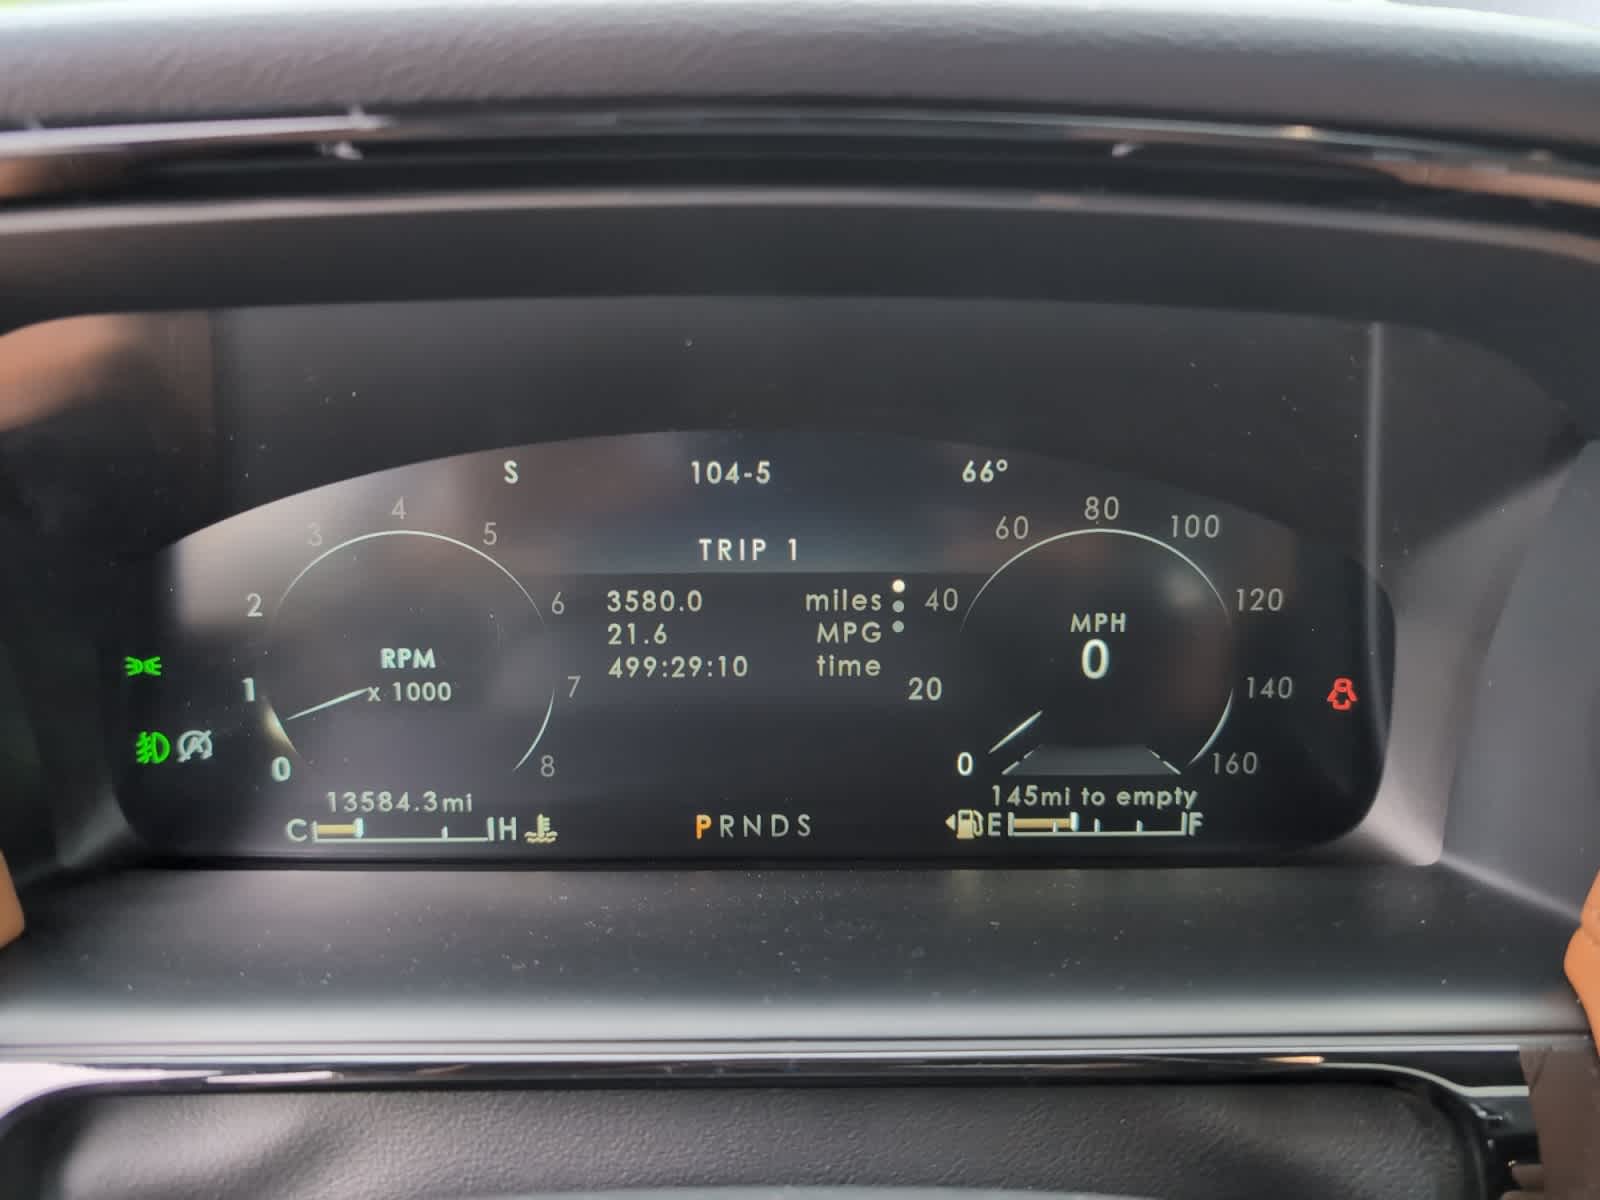 S 104-5 66°
TRIP 1
3580.0 miles
21.6 MPG
499:29:10 time
0 1 2 3 4 5 6 7 8
RPM
x 1000
0 20 40 60 80 100 120 140 160
MPH
0
13584.3mi
C H
PRNDS
145mi to empty
E F